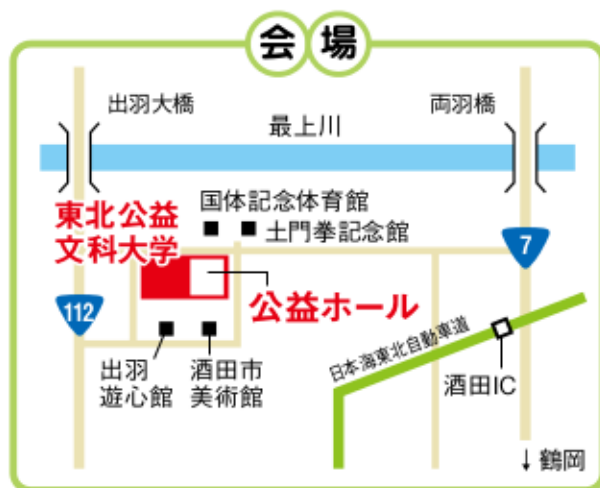 会場
出羽大橋
両羽橋
最上川
国体記念体育館
土門拳記念館
東北公益
文科大学
7
112
公益ホール
出羽
遊心館
酒田市
美術館
日本海東北自動車道
酒田IC
↓鶴岡